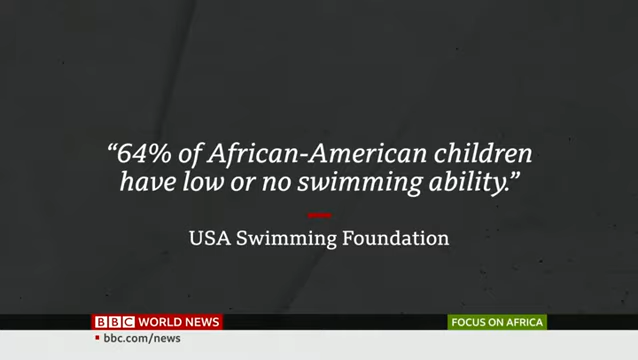 “64% of African-American children
have low or no swimming ability.”
USA Swimming Foundation
BBC WORLD NEWS
FOCUS ON AFRICA
bbc.com/news